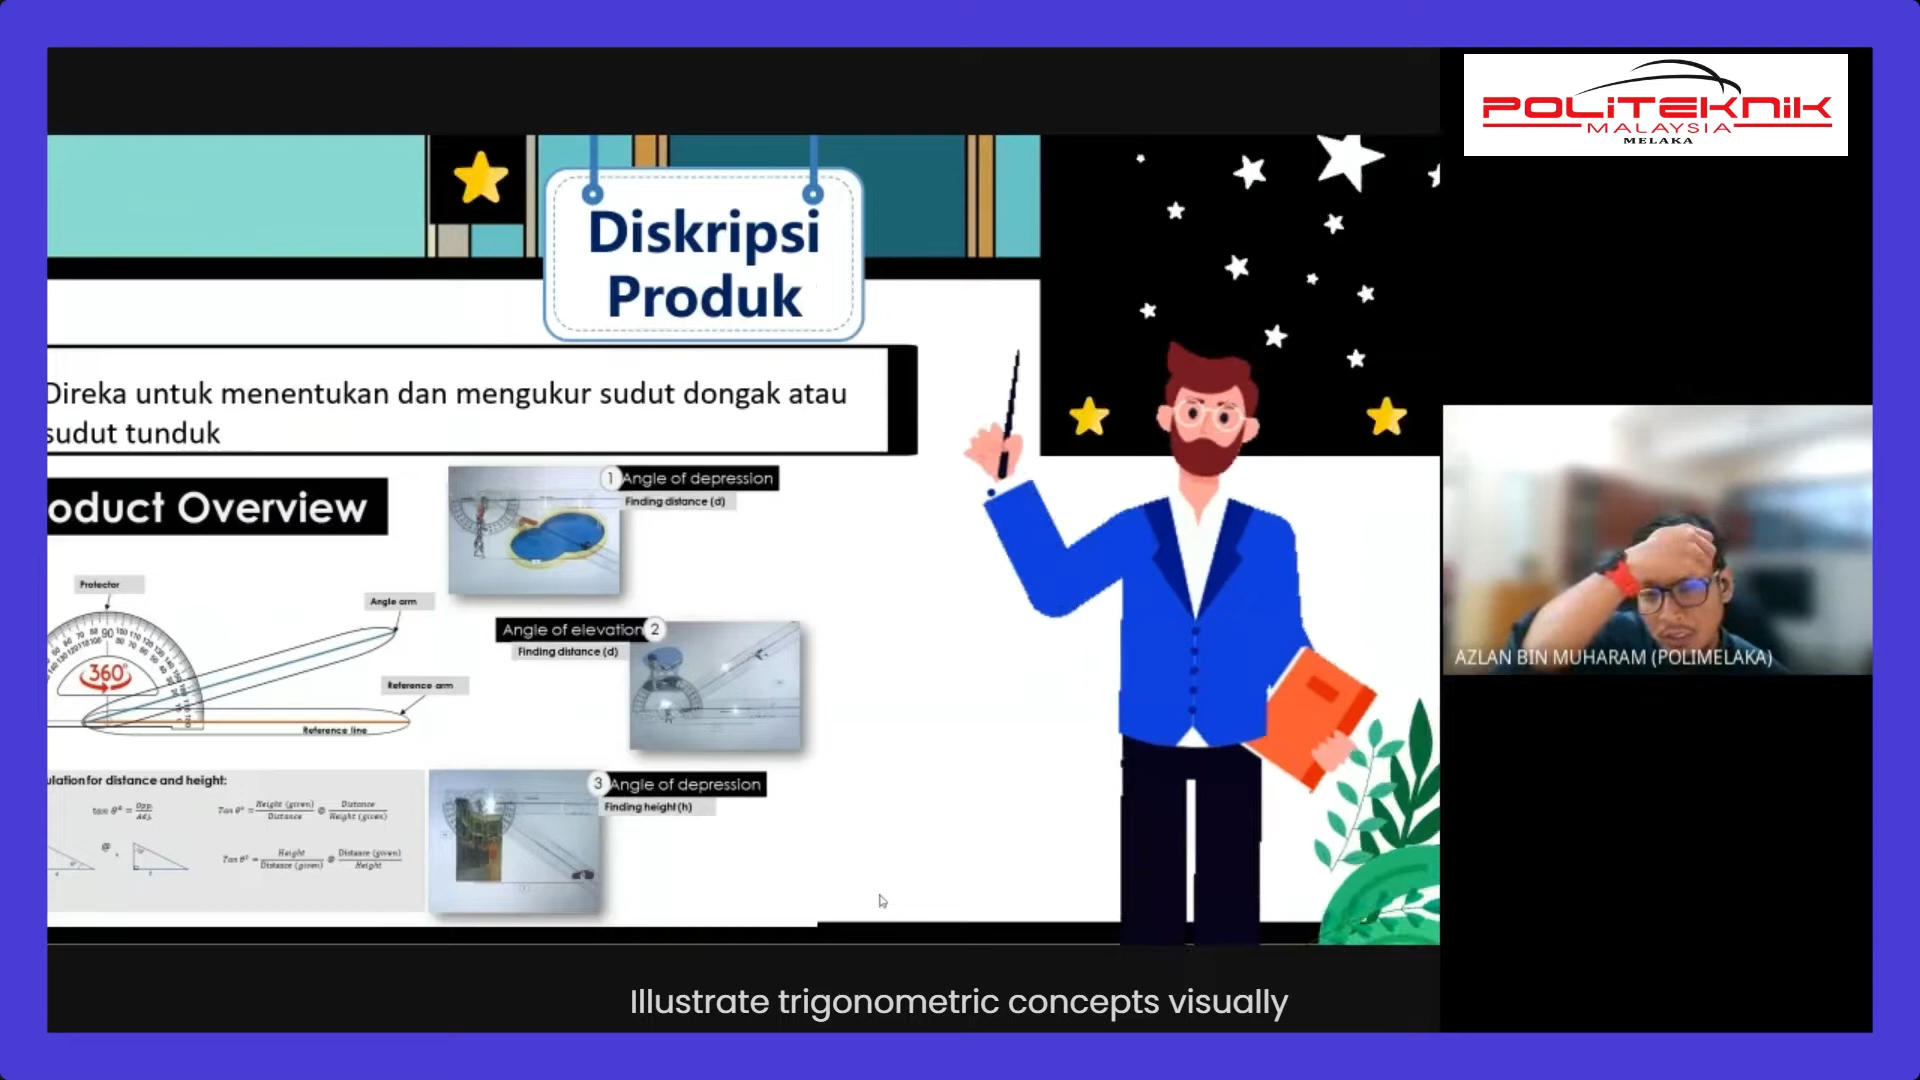 POLITEKNIK
MALAYSIA
MELAKA
Diskripsi
Produk
Direka untuk menentukan dan mengukur sudut dongak atau
sudut tunduk
oduct Overview
1 Angle of depression
Finding distance (d)
Protector
Angle arm
Angle of elevation 2
Finding distance (d)
90
360°
Reference arm
Reference line
ulation for distance and height:
3 Angle of depression
Finding height (h)
tan θ° = Opp. / Adj.
Tan θ° = Height (given) / Distance @ Distance / Height (given)
@
Tan θ° = Height / Distance (given) @ Distance (given) / Height
AZLAN BIN MUHARAM (POLIMELAKA)
Illustrate trigonometric concepts visually